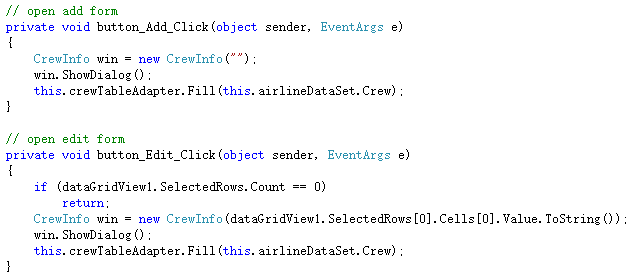 // open add form
private void button_Add_Click(object sender, EventArgs e)
{
    CrewInfo win = new CrewInfo("");
    win.ShowDialog();
    this.crewTableAdapter.Fill(this.airlineDataSet.Crew);
}

// open edit form
private void button_Edit_Click(object sender, EventArgs e)
{
    if (dataGridView1.SelectedRows.Count == 0)
        return;
    CrewInfo win = new CrewInfo(dataGridView1.SelectedRows[0].Cells[0].Value.ToString());
    win.ShowDialog();
    this.crewTableAdapter.Fill(this.airlineDataSet.Crew);
}